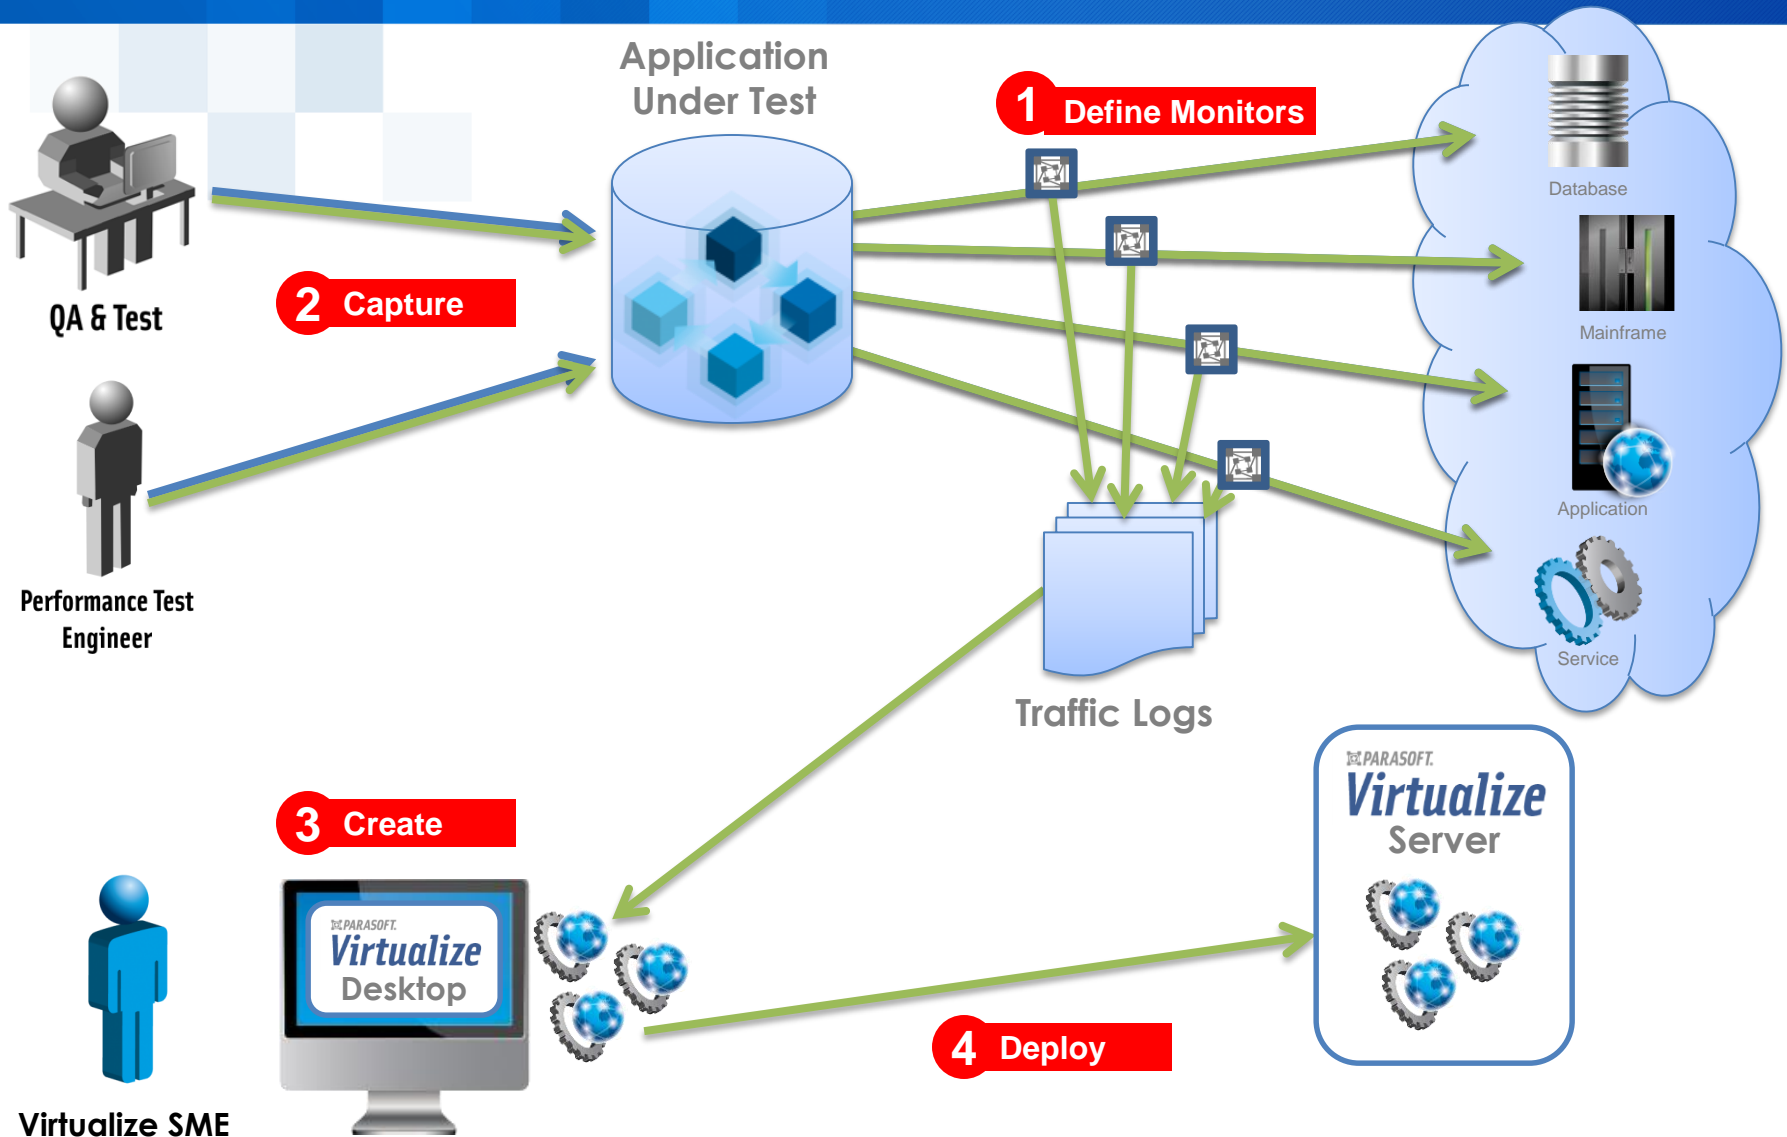 Application
Under Test
1 Define Monitors
Database
Mainframe
QA & Test
2 Capture
Application
Performance Test
Engineer
Service
Traffic Logs
PARASOFT.
Virtualize
Server
3 Create
PARASOFT.
Virtualize
Desktop
4 Deploy
Virtualize SME